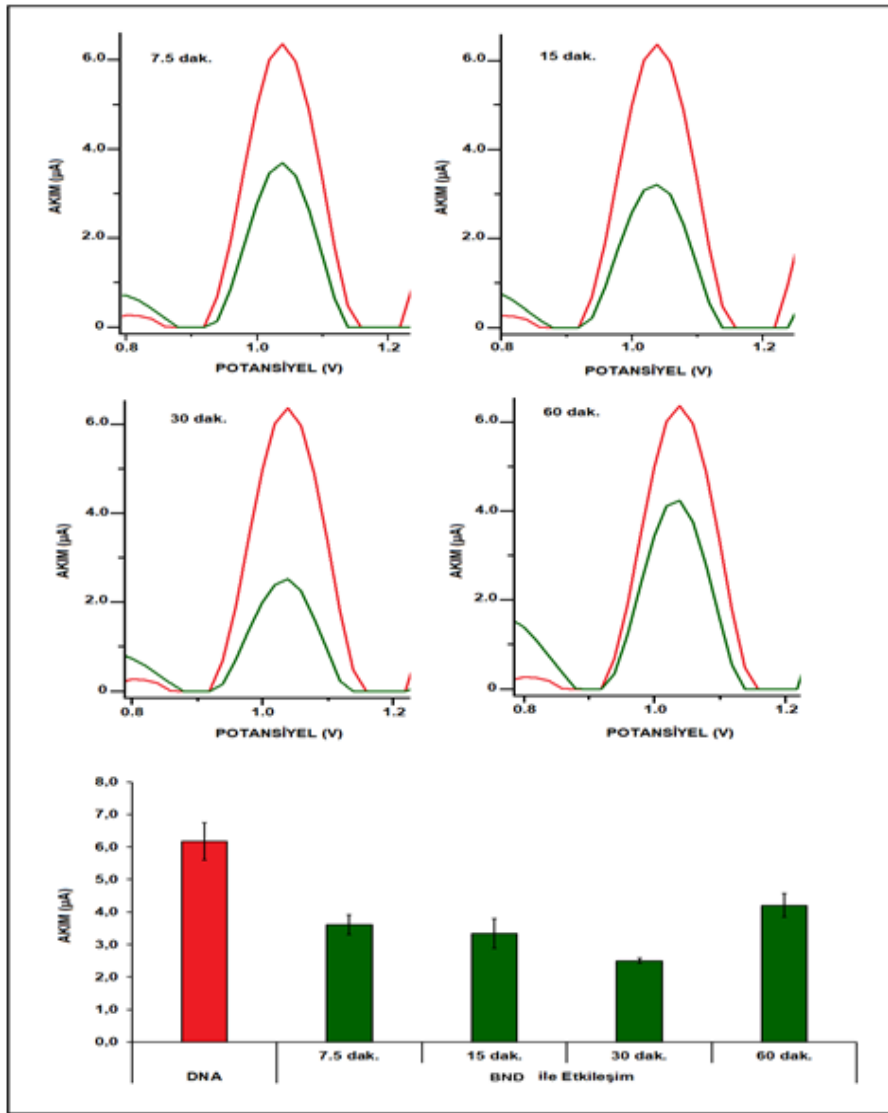 7.5 dak.
6.0
4.0
2.0
0
AKIM (µA)
0.8 1.0 1.2
POTANSİYEL (V)
15 dak.
6.0
4.0
2.0
0
AKIM (µA)
0.8 1.0 1.2
POTANSİYEL (V)
30 dak.
6.0
4.0
2.0
0
AKIM (µA)
0.8 1.0 1.2
POTANSİYEL (V)
60 dak.
6.0
4.0
2.0
0
AKIM (µA)
0.8 1.0 1.2
POTANSİYEL (V)
8,0
7,0
6,0
5,0
4,0
3,0
2,0
1,0
0,0
AKIM (µA)
7.5 dak. 15 dak. 30 dak. 60 dak.
DNA BND ile Etkileşim